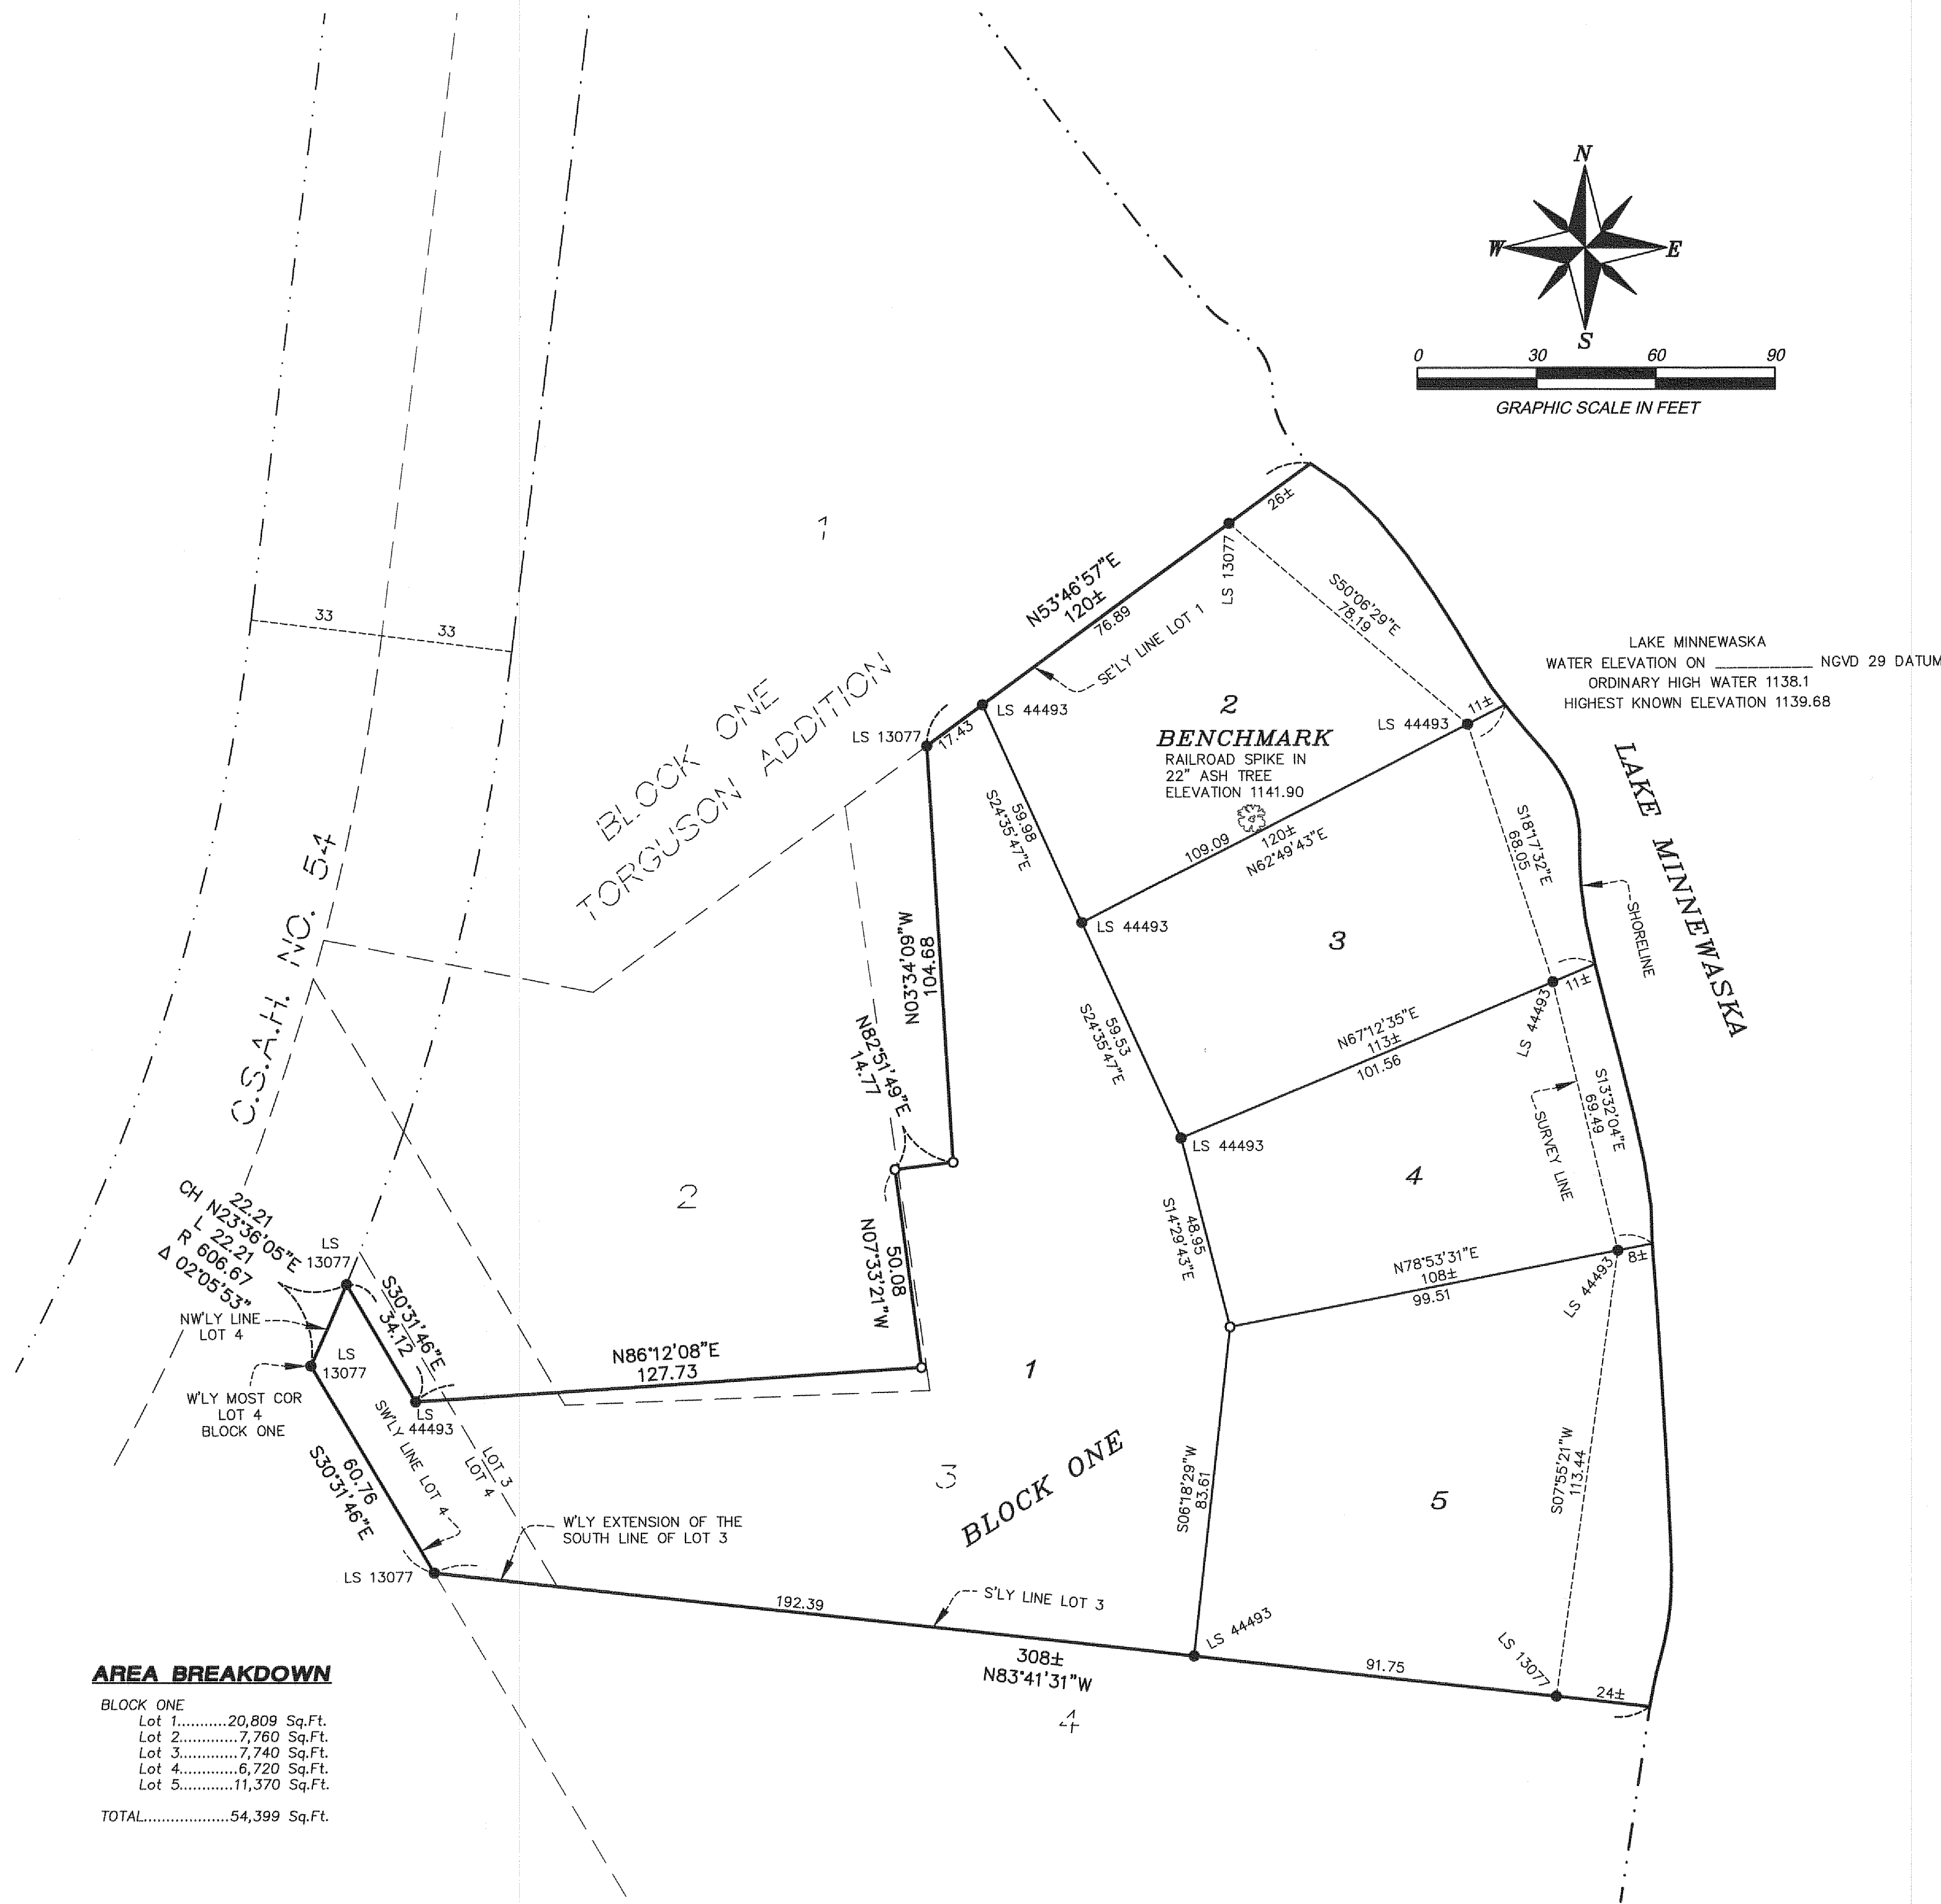 N
W
E
S
0 30 60 90
GRAPHIC SCALE IN FEET
1
26±
N53°46'57"E
120±
76.89
LS 13077
SE'LY LINE LOT 1
S50°06'29"E
78.19
33
33
LAKE MINNEWASKA
WATER ELEVATION ON __________ NGVD 29 DATUM
ORDINARY HIGH WATER 1138.1
HIGHEST KNOWN ELEVATION 1139.68
BLOCK ONE
TORGUSON ADDITION
LS 44493
LS 13077
17.43
2
BENCHMARK
RAILROAD SPIKE IN
22" ASH TREE
ELEVATION 1141.90
LS 44493
11±
59.98
S24°35'47"E
109.09
120±
N62°49'43"E
S18°17'32"E
68.05
LAKE MINNEWASKA
SHORELINE
C.S.A.H. NO. 54
LS 44493
3
N03°34'09"W
104.68
59.53
S24°35'47"E
N67°12'35"E
113±
101.56
LS 44493
11±
N82°51'49"E
14.77
LS 44493
SURVEY LINE
S13°32'04"E
69.49
4
2
48.95
S14°29'43"E
N78°53'31"E
108±
99.51
LS 44493
8±
22.21
CH N23°36'05"E
L 22.21
R 606.67
Δ 02°05'53"
LS
13077
NW'LY LINE
LOT 4
LS
13077
S30°31'46"E
34.12
50.08
N07°33'21"W
N86°12'08"E
127.73
1
W'LY MOST COR
LOT 4
BLOCK ONE
LS
44493
SW'LY LINE LOT 4
60.76
S30°31'46"E
LOT 3
LOT 4
3
BLOCK ONE
S06°18'29"W
83.61
5
S07°55'21"W
113.44
W'LY EXTENSION OF THE
SOUTH LINE OF LOT 3
LS 13077
192.39
S'LY LINE LOT 3
LS 44493
308±
N83°41'31"W
91.75
LS 13077
24±
4
AREA BREAKDOWN
BLOCK ONE
Lot 1...........20,809 Sq.Ft.
Lot 2.............7,760 Sq.Ft.
Lot 3.............7,740 Sq.Ft.
Lot 4.............6,720 Sq.Ft.
Lot 5............11,370 Sq.Ft.
TOTAL...................54,399 Sq.Ft.